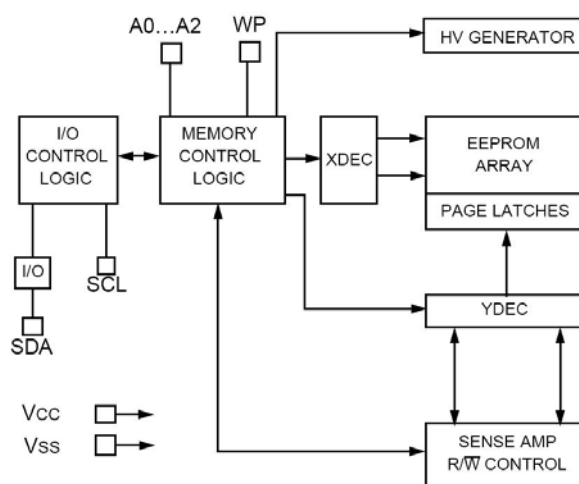 A0...A2
WP
HV GENERATOR
I/O
CONTROL
LOGIC
MEMORY
CONTROL
LOGIC
XDEC
EEPROM
ARRAY
PAGE LATCHES
I/O
SCL
SDA
YDEC
Vcc
Vss
SENSE AMP
R/W̅ CONTROL